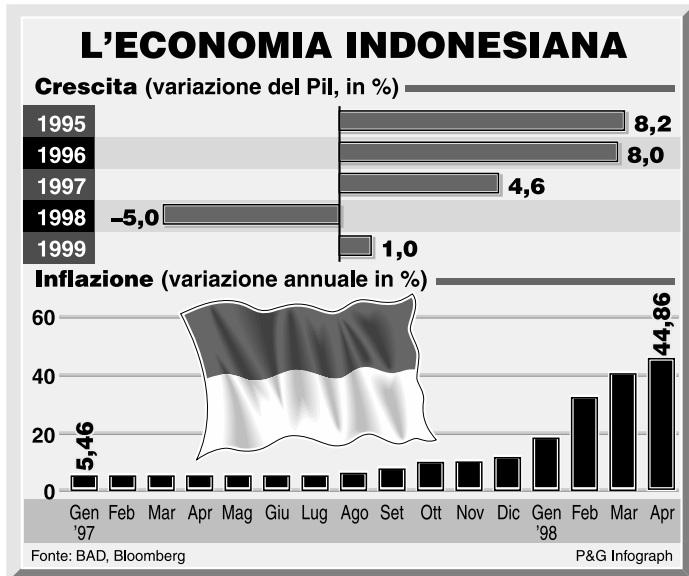 L'ECONOMIA INDONESIANA
Crescita (variazione del Pil, in %)
1995 8,2
1996 8,0
1997 4,6
1998 –5,0
1999 1,0
Inflazione (variazione annuale in %)
60
40
20
0
5,46
44,86
Gen Feb Mar Apr Mag Giu Lug Ago Set Ott Nov Dic Gen Feb Mar Apr
'97 '98
Fonte: BAD, Bloomberg P&G Infograph